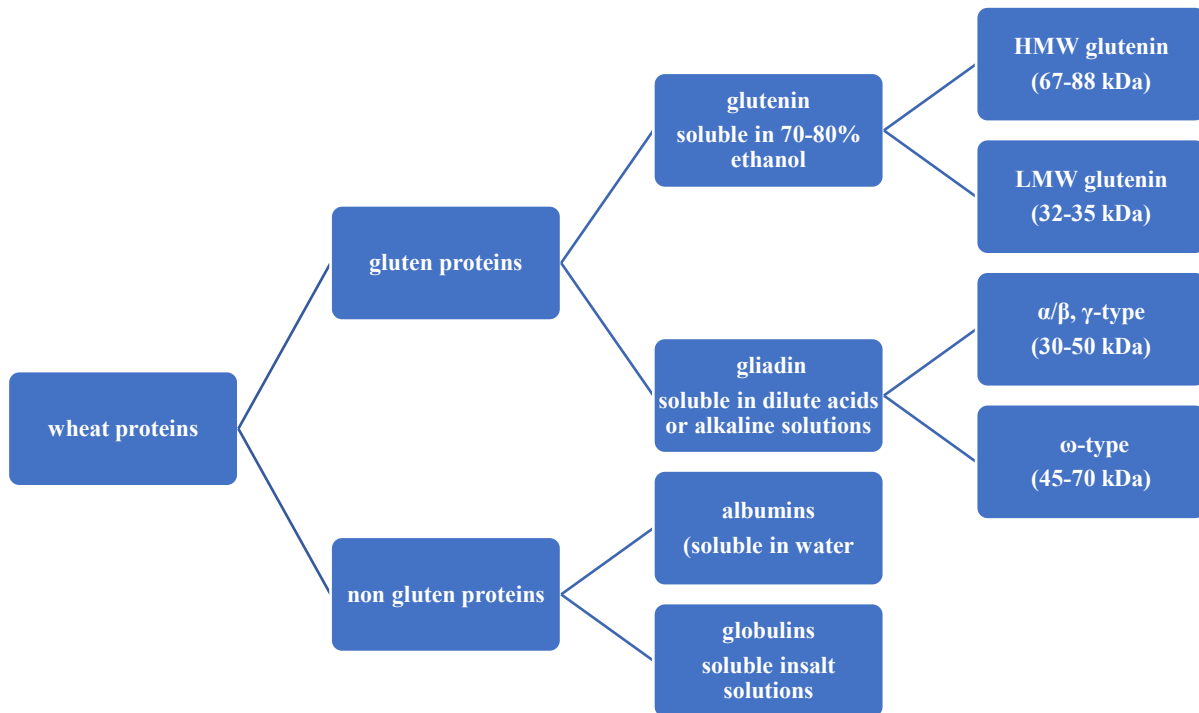 wheat proteins
gluten proteins
non gluten proteins
glutenin
soluble in 70-80%
ethanol
gliadin
soluble in dilute acids
or alkaline solutions
albumins
(soluble in water
globulins
soluble insalt
solutions
HMW glutenin
(67-88 kDa)
LMW glutenin
(32-35 kDa)
α/β, γ-type
(30-50 kDa)
ω-type
(45-70 kDa)